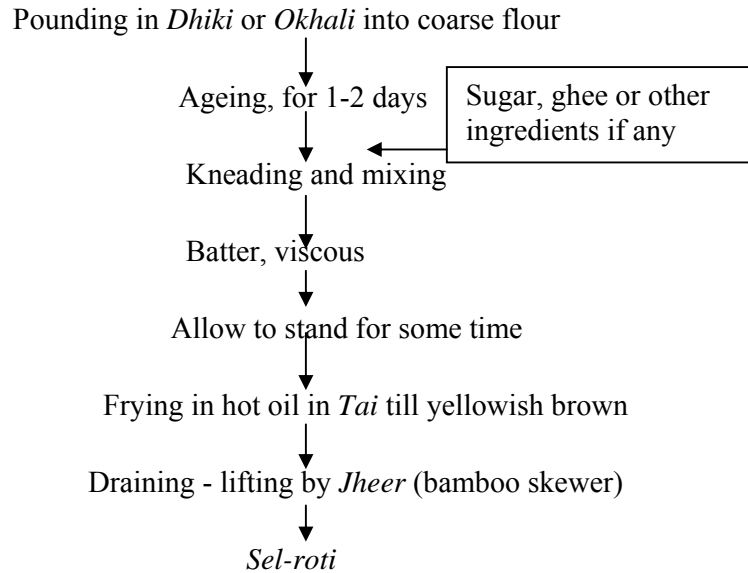 Pounding in Dhiki or Okhali into coarse flour
Ageing, for 1-2 days
Sugar, ghee or other
ingredients if any
Kneading and mixing
Batter, viscous
Allow to stand for some time
Frying in hot oil in Tai till yellowish brown
Draining - lifting by Jheer (bamboo skewer)
Sel-roti